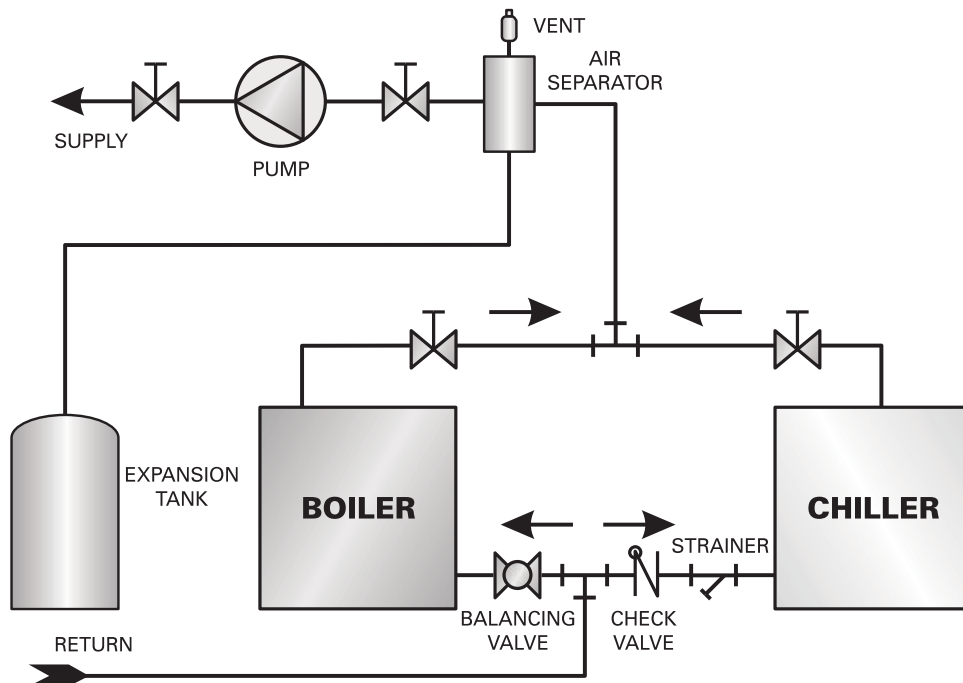 VENT
AIR
SEPARATOR
SUPPLY
PUMP
EXPANSION
TANK
BOILER
CHILLER
STRAINER
BALANCING
VALVE
CHECK
VALVE
RETURN